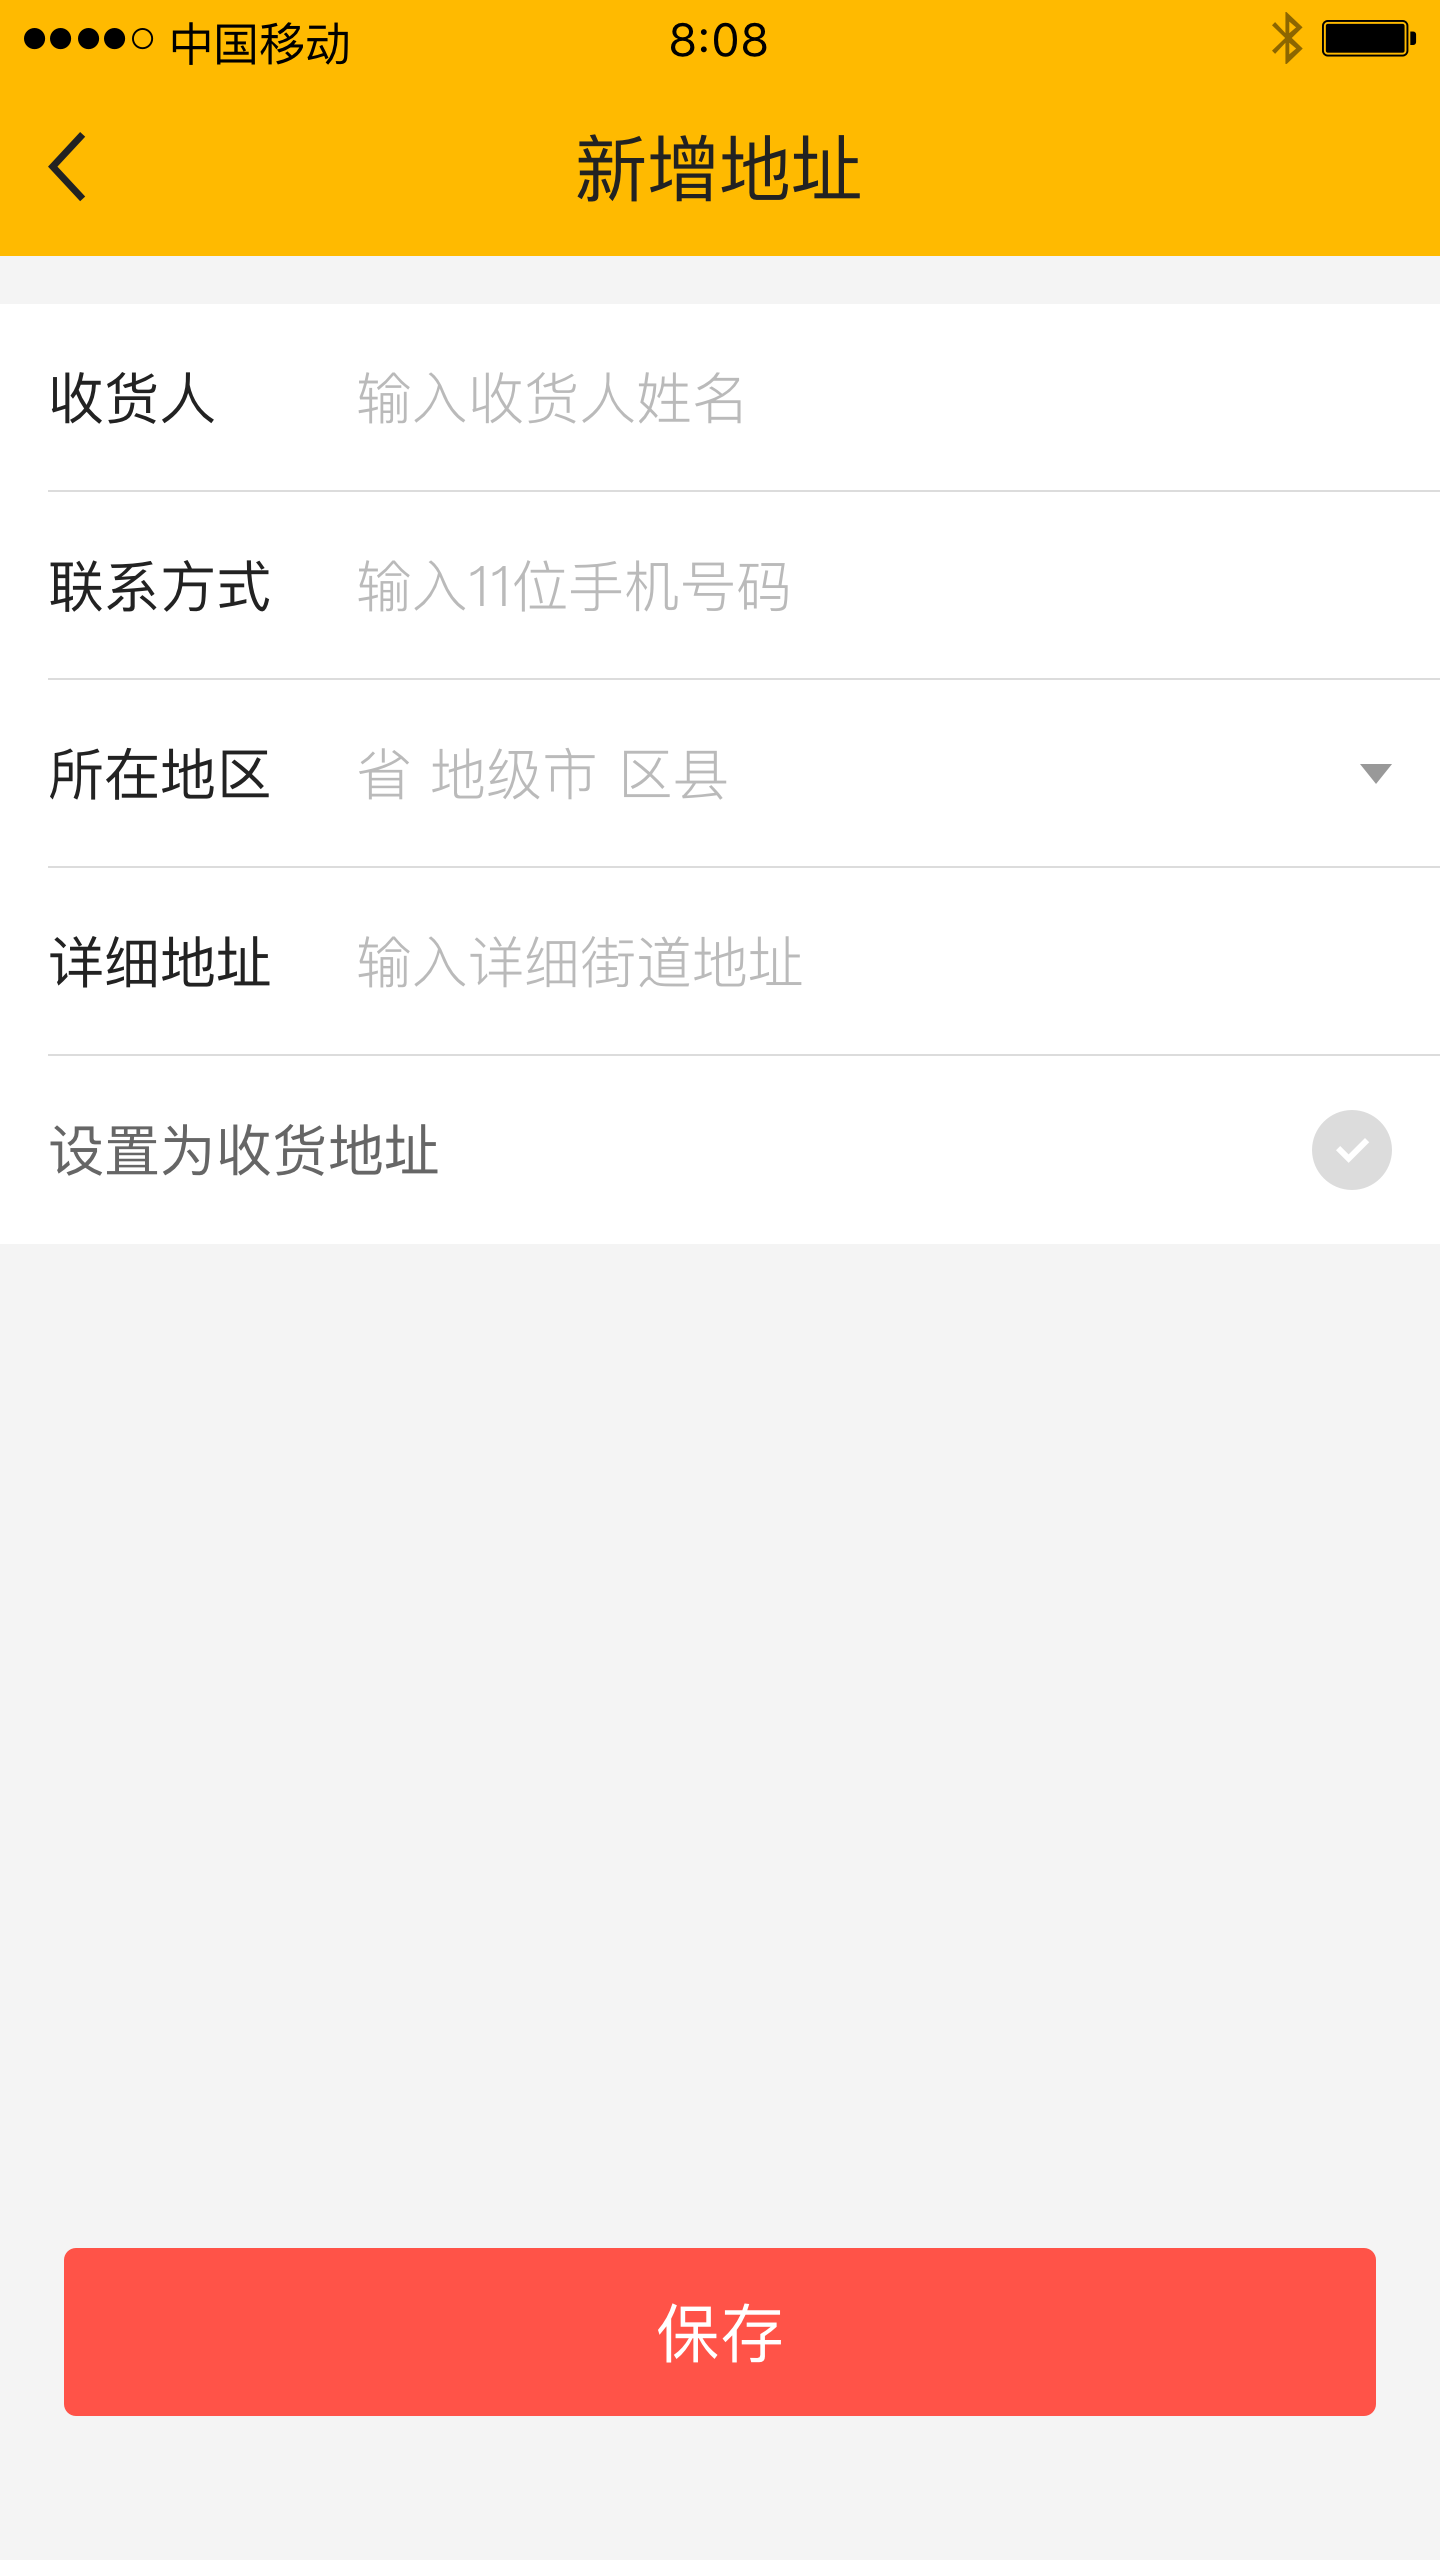 中国移动 8:08
新增地址
收货人 输入收货人姓名
联系方式 输入11位手机号码
所在地区 省 地级市 区县
详细地址 输入详细街道地址
设置为收货地址
保存